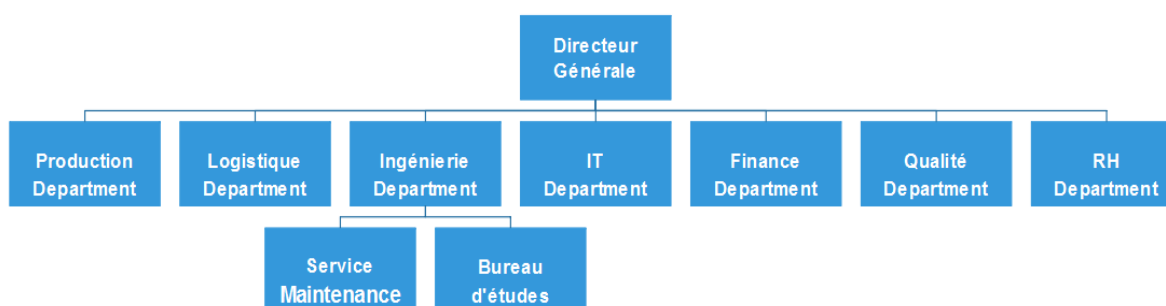 Directeur
Générale
Production
Department
Logistique
Department
Ingénierie
Department
IT
Department
Finance
Department
Qualité
Department
RH
Department
Service
Maintenance
Bureau
d'études